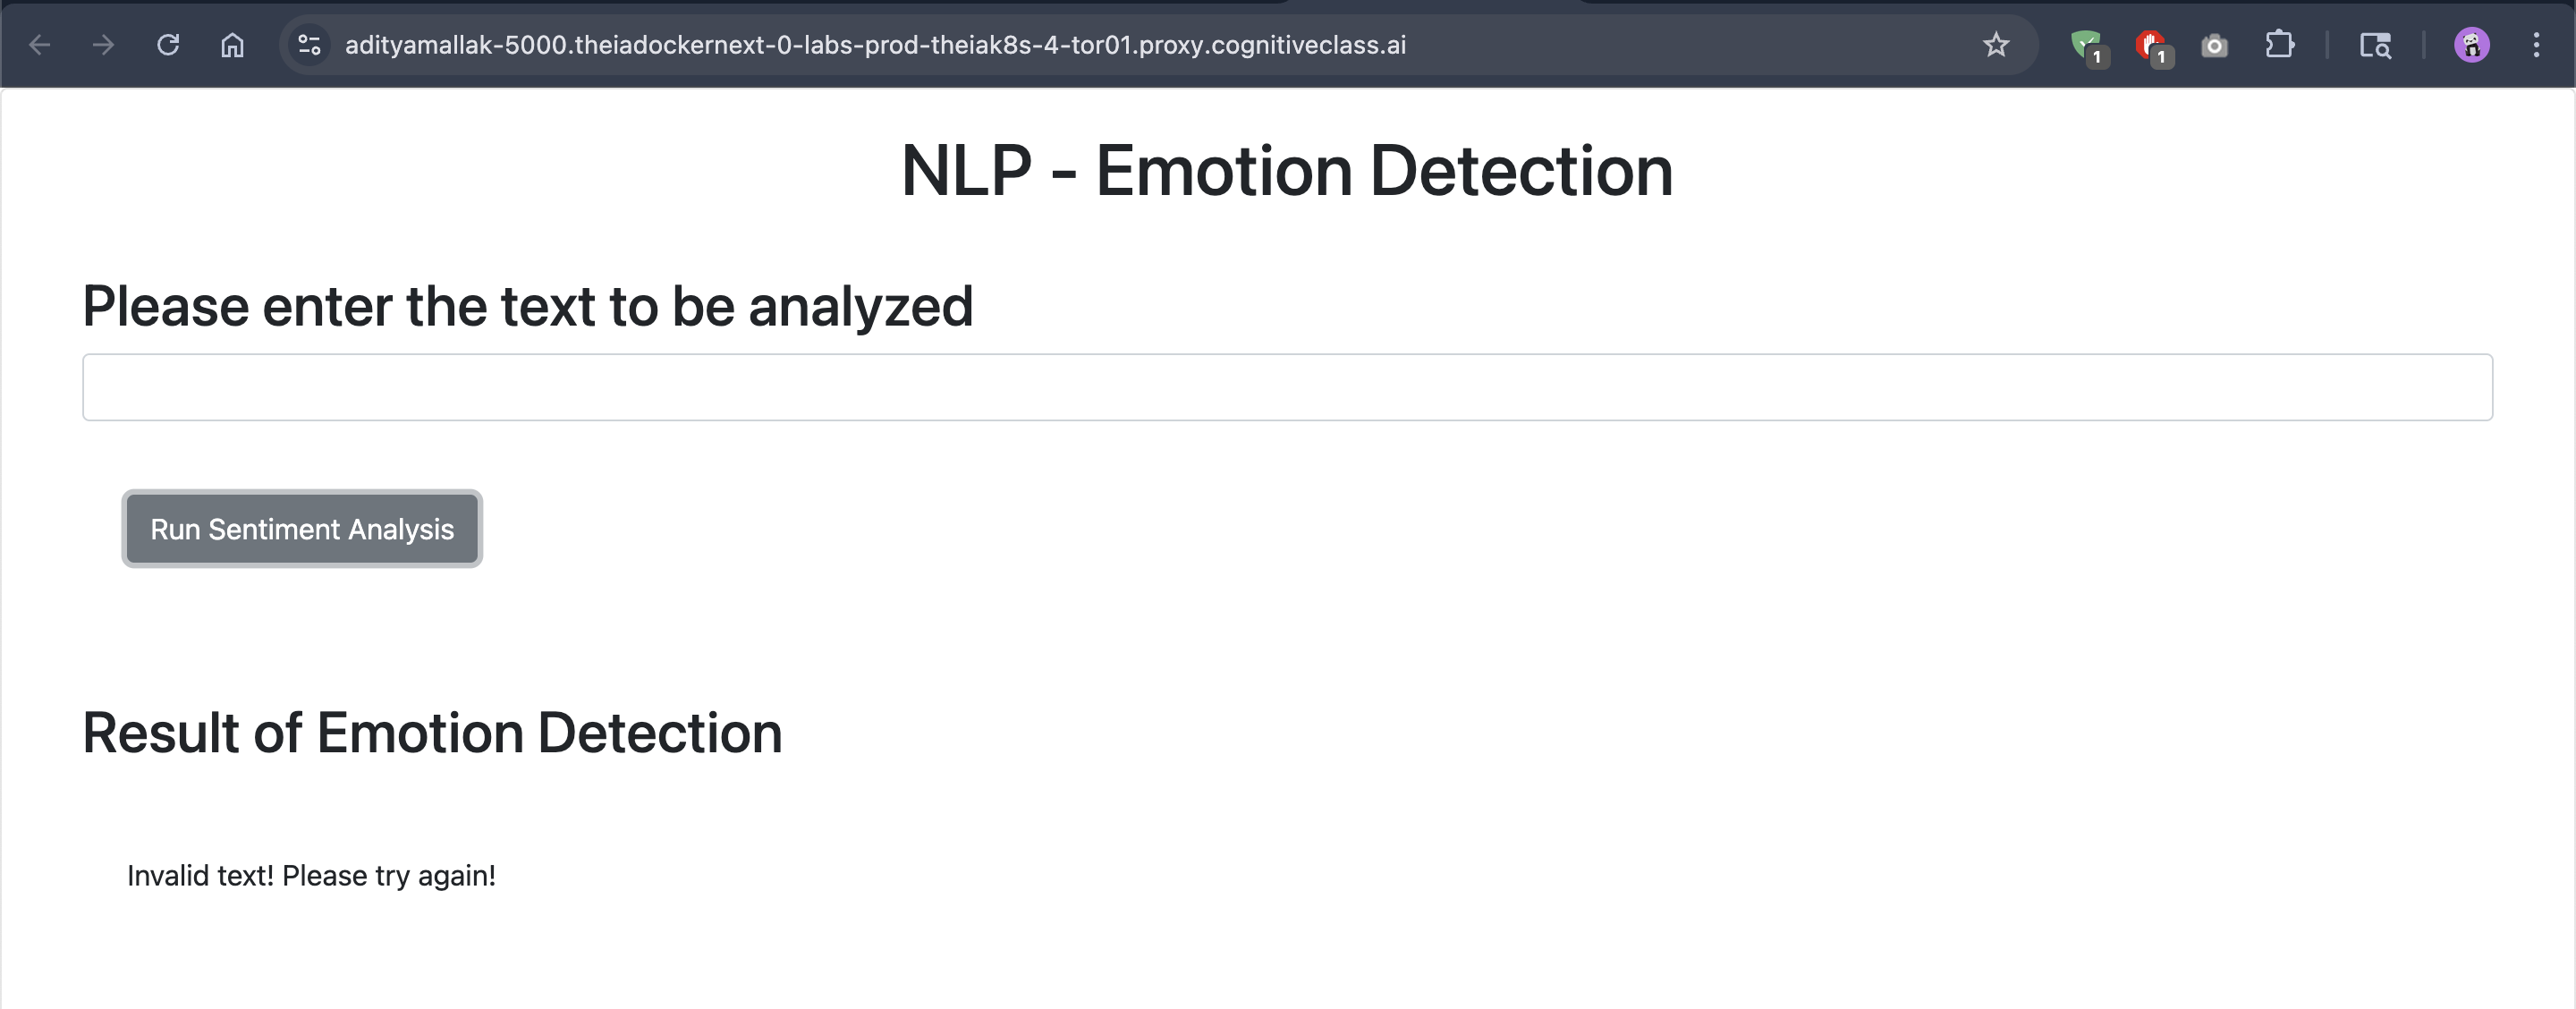 adityamallak-5000.theiadockernext-0-labs-prod-theiak8s-4-tor01.proxy.cognitiveclass.ai
1
1
NLP - Emotion Detection
Please enter the text to be analyzed
Run Sentiment Analysis
Result of Emotion Detection
Invalid text! Please try again!